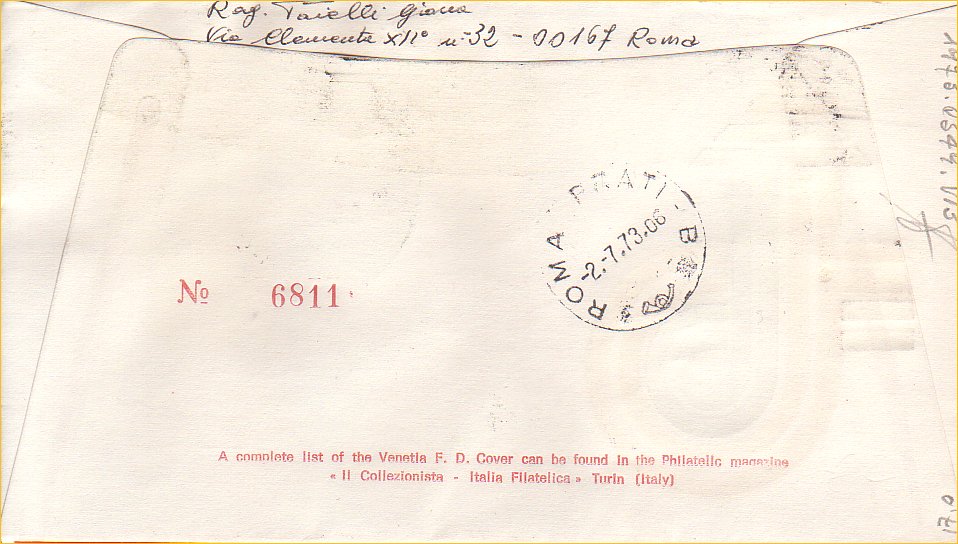 Rag. Taielli
Via Clemente XII° n. 32 - 00167 Roma
ROMA PRATI - B
-2.-7.73.06
No 6811
A complete list of the Venetia F. D. Cover can be found in the Philatelic magazine
« Il Collezionista - Italia Filatelica » Turin (Italy)